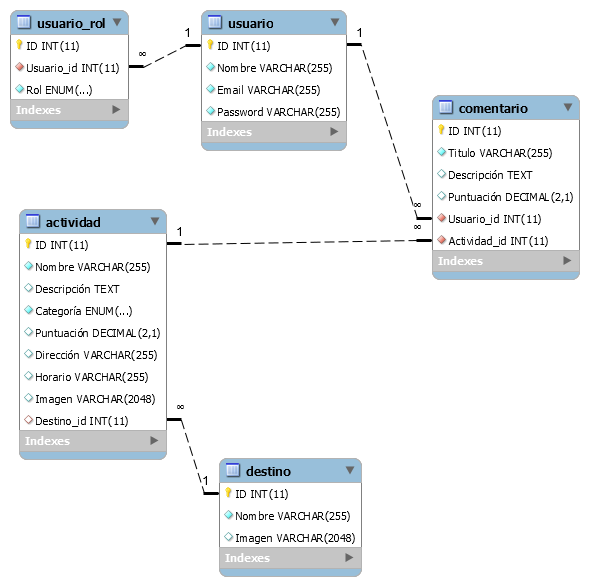 usuario_rol
ID INT(11)
Usuario_id INT(11)
Rol ENUM(...)
Indexes
∞
1
usuario
ID INT(11)
Nombre VARCHAR(255)
Email VARCHAR(255)
Password VARCHAR(255)
Indexes
1
∞
comentario
ID INT(11)
Titulo VARCHAR(255)
Descripción TEXT
Puntuación DECIMAL(2,1)
Usuario_id INT(11)
Actividad_id INT(11)
Indexes
∞
1
actividad
ID INT(11)
Nombre VARCHAR(255)
Descripción TEXT
Categoría ENUM(...)
Puntuación DECIMAL(2,1)
Dirección VARCHAR(255)
Horario VARCHAR(255)
Imagen VARCHAR(2048)
Destino_id INT(11)
Indexes
∞
1
destino
ID INT(11)
Nombre VARCHAR(255)
Imagen VARCHAR(2048)
Indexes